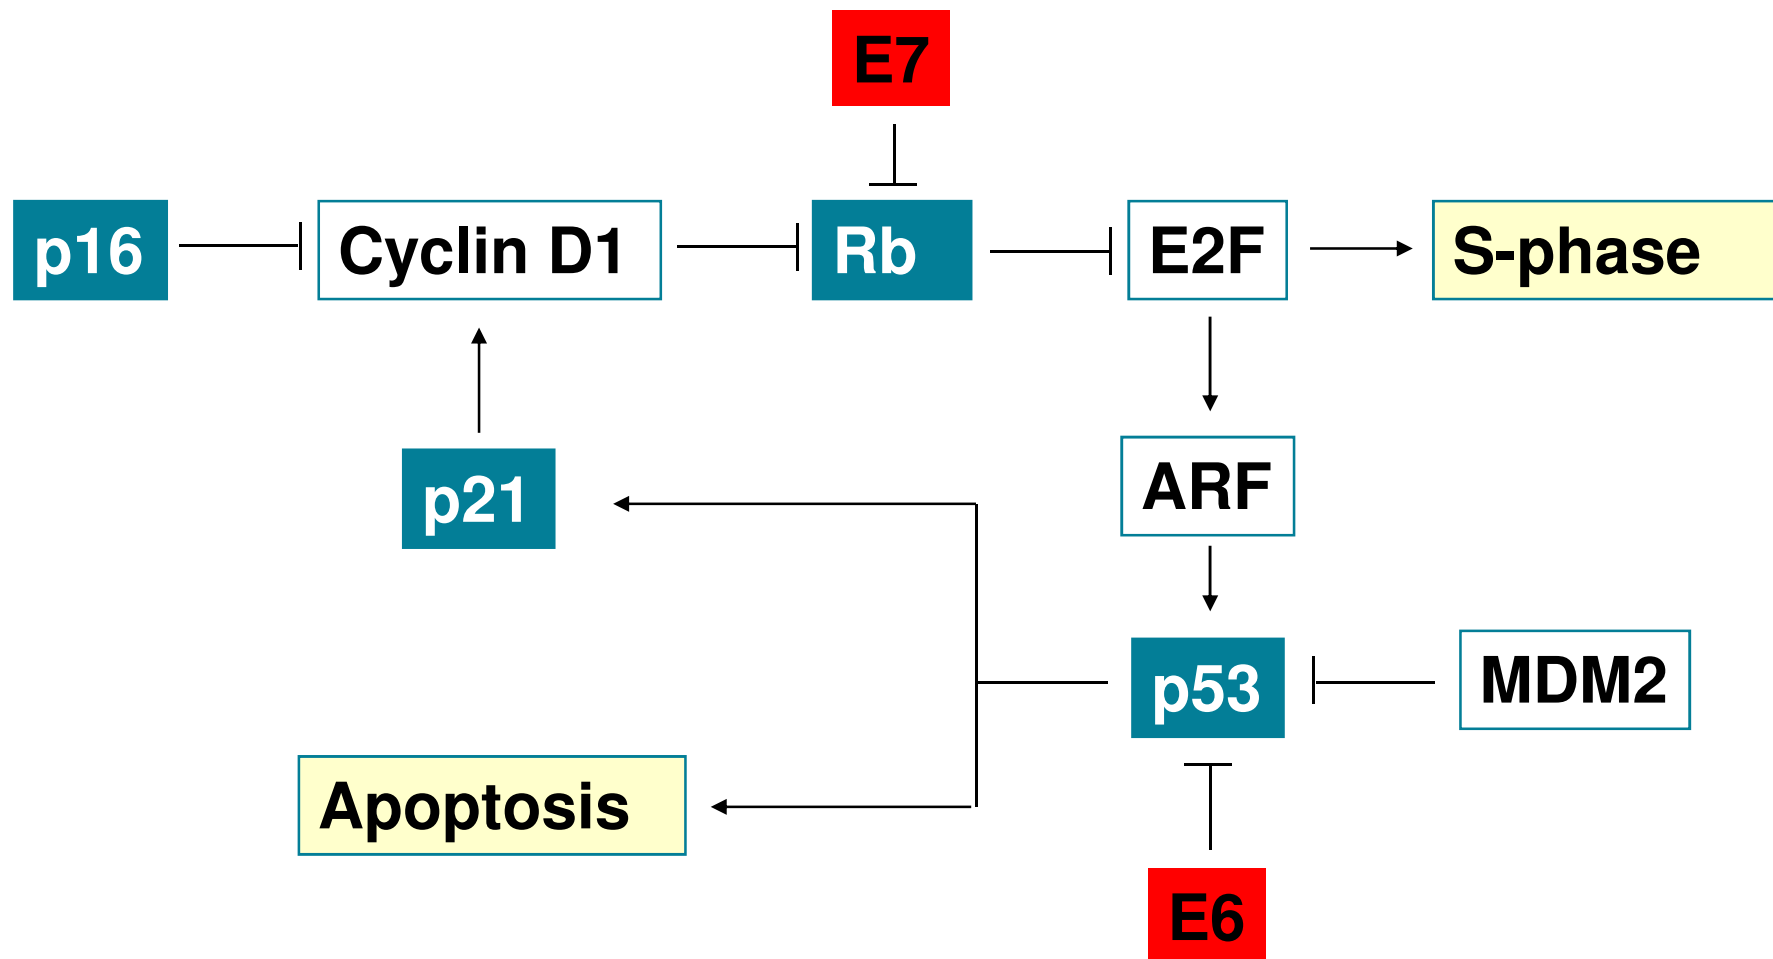 E7
p16
Cyclin D1
Rb
E2F
S-phase
p21
ARF
p53
MDM2
Apoptosis
E6